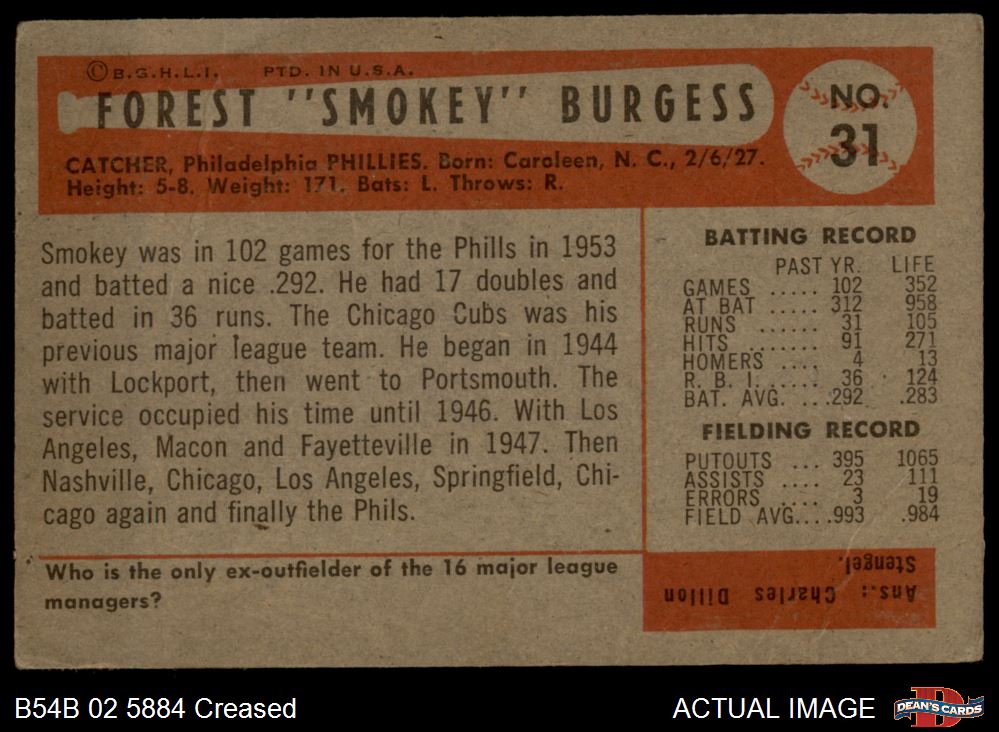 © B.G.H.L.I. PTD. IN U.S.A.
FOREST "SMOKEY" BURGESS
NO.
31
CATCHER, Philadelphia PHILLIES. Born: Caroleen, N. C., 2/6/27.
Height: 5-8. Weight: 171. Bats: L. Throws: R.
Smokey was in 102 games for the Phills in 1953
and batted a nice .292. He had 17 doubles and
batted in 36 runs. The Chicago Cubs was his
previous major league team. He began in 1944
with Lockport, then went to Portsmouth. The
service occupied his time until 1946. With Los
Angeles, Macon and Fayetteville in 1947. Then
Nashville, Chicago, Los Angeles, Springfield, Chi-
cago again and finally the Phils.
BATTING RECORD
PAST YR. LIFE
GAMES ..... 102 352
AT BAT ..... 312 958
RUNS ...... 31 105
HITS ...... 91 271
HOMERS .... 4 13
R. B. I. ..... 36 124
BAT. AVG. ...292 .283
FIELDING RECORD
PUTOUTS ... 395 1065
ASSISTS .... 23 111
ERRORS .... 3 19
FIELD AVG....993 .984
Who is the only ex-outfielder of the 16 major league
managers?
Ans.: Charles Dillon
Stengel.
B54B 02 5884 Creased
ACTUAL IMAGE
DEAN'S CARDS